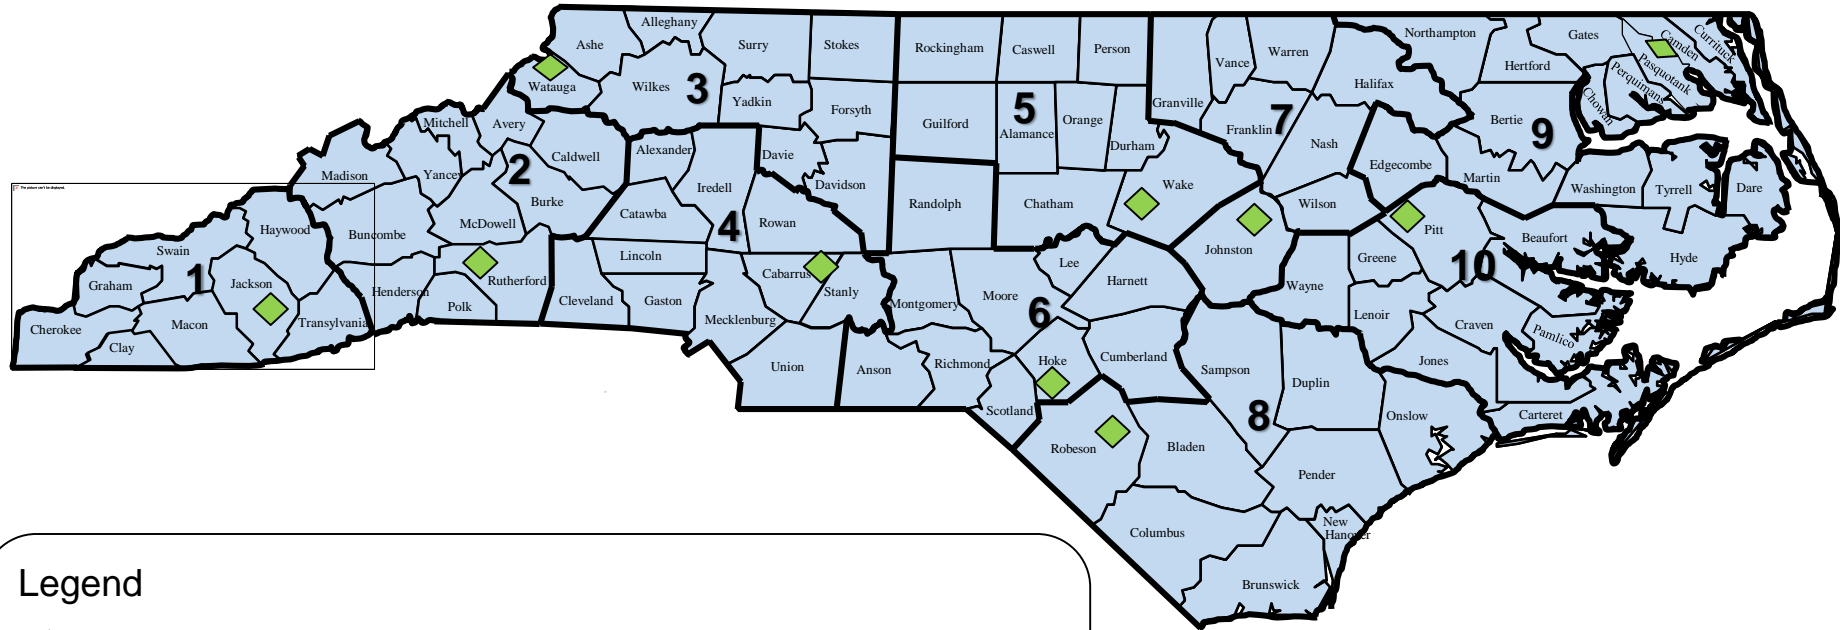 Alleghany
Ashe
Surry
Stokes
Rockingham
Caswell
Person
Vance
Warren
Northampton
Gates
Camden
Currituck
Hertford
Pasquotank
Perquimans
Chowan
Watauga
Wilkes
3
Yadkin
Forsyth
Guilford
5
Alamance
Orange
Durham
Granville
Franklin
7
Halifax
Nash
Edgecombe
Bertie
9
Martin
Mitchell
Avery
Caldwell
Alexander
Davie
Madison
Yancey
2
Burke
Iredell
Davidson
Randolph
Chatham
Wake
Wilson
Washington
Tyrrell
Dare
The picture can't be displayed.
Haywood
Buncombe
McDowell
Catawba
4
Rowan
Johnston
Pitt
Beaufort
Hyde
Swain
1
Jackson
Graham
Henderson
Rutherford
Lincoln
Cabarrus
Stanly
Lee
Harnett
Greene
10
Wayne
Cherokee
Clay
Macon
Transylvania
Polk
Cleveland
Gaston
Mecklenburg
Montgomery
Moore
6
Lenoir
Craven
Pamlico
Union
Anson
Richmond
Hoke
Cumberland
Sampson
Duplin
Jones
Scotland
8
Onslow
Carteret
Robeson
Bladen
Pender
Columbus
New
Hanover
Brunswick
Legend